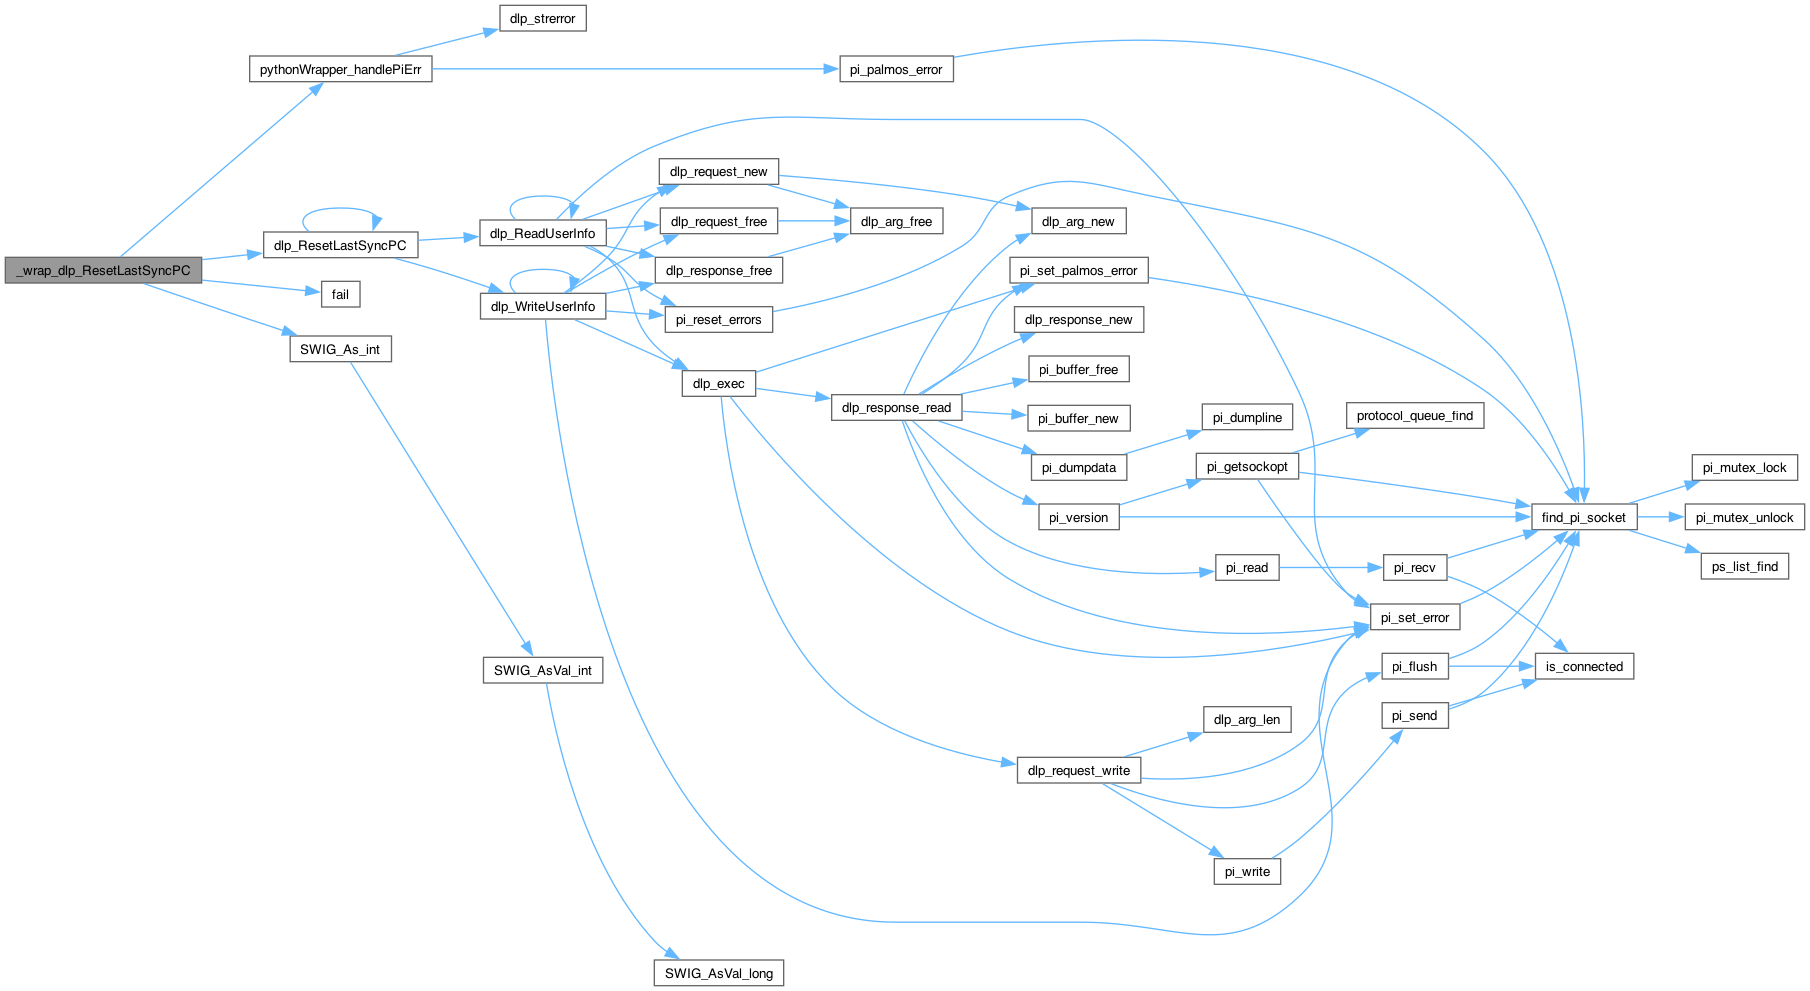 dlp_strerror
pythonWrapper_handlePiErr
pi_palmos_error
dlp_request_new
dlp_request_free
dlp_arg_free
dlp_arg_new
dlp_ReadUserInfo
dlp_ResetLastSyncPC
_wrap_dlp_ResetLastSyncPC
dlp_response_free
pi_set_palmos_error
fail
dlp_WriteUserInfo
pi_reset_errors
dlp_response_new
SWIG_As_int
pi_buffer_free
dlp_exec
dlp_response_read
pi_buffer_new
pi_dumpline
protocol_queue_find
pi_dumpdata
pi_getsockopt
pi_mutex_lock
pi_version
find_pi_socket
pi_mutex_unlock
pi_read
pi_recv
ps_list_find
pi_set_error
SWIG_AsVal_int
pi_flush
is_connected
dlp_arg_len
pi_send
dlp_request_write
pi_write
SWIG_AsVal_long